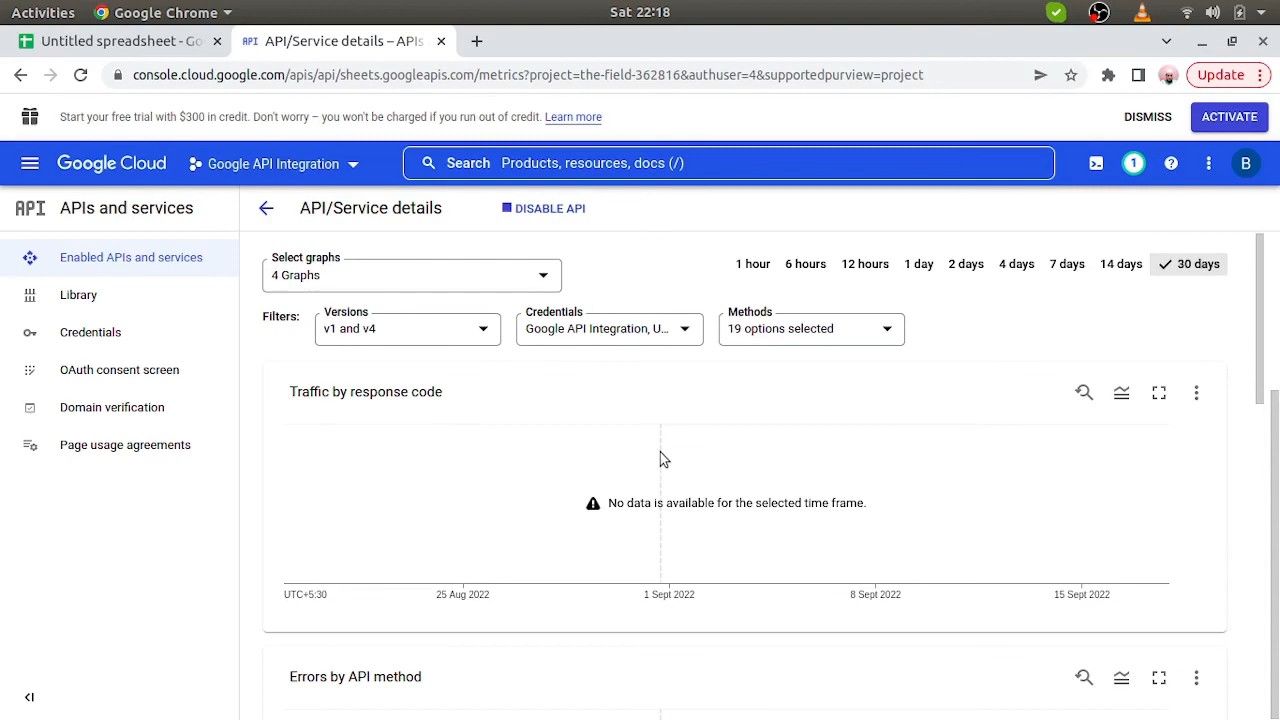 Activities Google Chrome Sat 22:18
Untitled spreadsheet - Go API API/Service details – APIs
console.cloud.google.com/apis/api/sheets.googleapis.com/metrics?project=the-field-362816&authuser=4&supportedpurview=project Update
Start your free trial with $300 in credit. Don't worry – you won't be charged if you run out of credit. Learn more DISMISS ACTIVATE
Google Cloud Google API Integration Search Products, resources, docs (/) 1 ? B
API APIs and services API/Service details DISABLE API
Enabled APIs and services
Library
Credentials
OAuth consent screen
Domain verification
Page usage agreements
Select graphs
4 Graphs
1 hour 6 hours 12 hours 1 day 2 days 4 days 7 days 14 days 30 days
Filters:
Versions
v1 and v4
Credentials
Google API Integration, U...
Methods
19 options selected
Traffic by response code
No data is available for the selected time frame.
UTC+5:30 25 Aug 2022 1 Sept 2022 8 Sept 2022 15 Sept 2022
Errors by API method